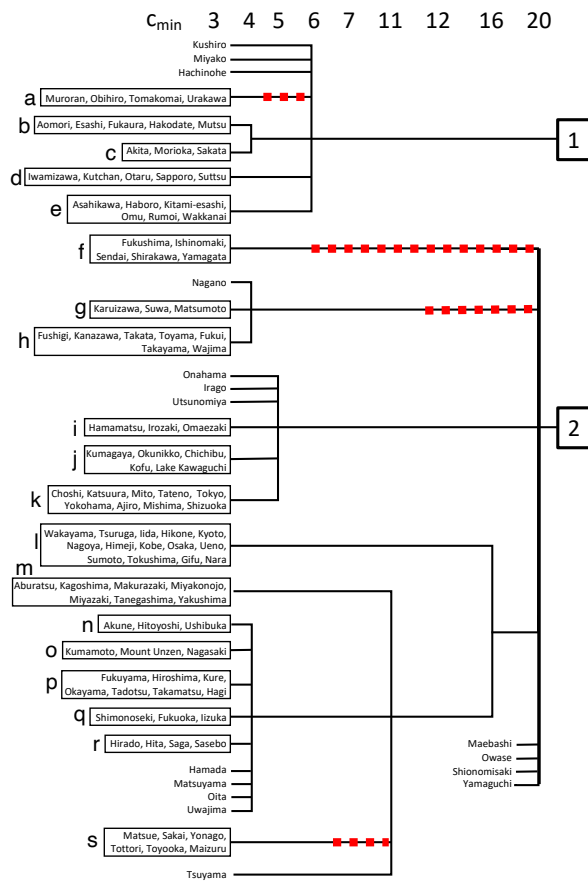 c_min 3 4 5 6 7 11 12 16 20
Kushiro
Miyako
Hachinohe
a Muroran, Obihiro, Tomakomai, Urakawa
b Aomori, Esashi, Fukaura, Hakodate, Mutsu
1
c Akita, Morioka, Sakata
d Iwamizawa, Kutchan, Otaru, Sapporo, Suttsu
e Asahikawa, Haboro, Kitami-esashi,
Omu, Rumoi, Wakkanai
f Fukushima, Ishinomaki,
Sendai, Shirakawa, Yamagata
Nagano
g Karuizawa, Suwa, Matsumoto
h Fushigi, Kanazawa, Takata, Toyama, Fukui,
Takayama, Wajima
Onahama
Irago
Utsunomiya
i Hamamatsu, Irozaki, Omaezaki
2
j Kumagaya, Okunikko, Chichibu,
Kofu, Lake Kawaguchi
k Choshi, Katsuura, Mito, Tateno, Tokyo,
Yokohama, Ajiro, Mishima, Shizuoka
l Wakayama, Tsuruga, Iida, Hikone, Kyoto,
Nagoya, Himeji, Kobe, Osaka, Ueno,
Sumoto, Tokushima, Gifu, Nara
m
Aburatsu, Kagoshima, Makurazaki, Miyakonojo,
Miyazaki, Tanegashima, Yakushima
n Akune, Hitoyoshi, Ushibuka
o Kumamoto, Mount Unzen, Nagasaki
p Fukuyama, Hiroshima, Kure,
Okayama, Tadotsu, Takamatsu, Hagi
q Shimonoseki, Fukuoka, Iizuka
r Hirado, Hita, Saga, Sasebo
Maebashi
Owase
Shionomisaki
Yamaguchi
Hamada
Matsuyama
Oita
Uwajima
s Matsue, Sakai, Yonago,
Tottori, Toyooka, Maizuru
Tsuyama